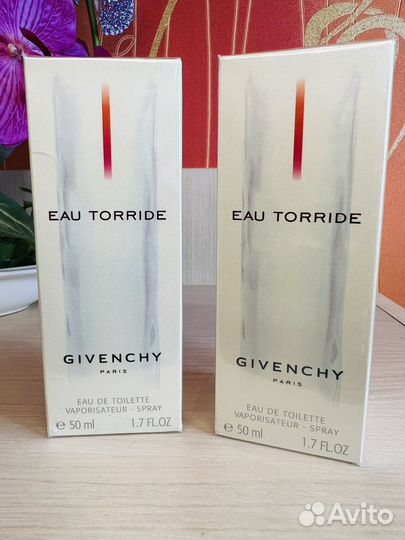 EAU TORRIDE
GIVENCHY
PARIS
EAU DE TOILETTE
VAPORISATEUR - SPRAY
e 50 ml 1.7 FL.OZ
EAU TORRIDE
GIVENCHY
PARIS
EAU DE TOILETTE
VAPORISATEUR - SPRAY
e 50 ml 1.7 FL.OZ
Avito